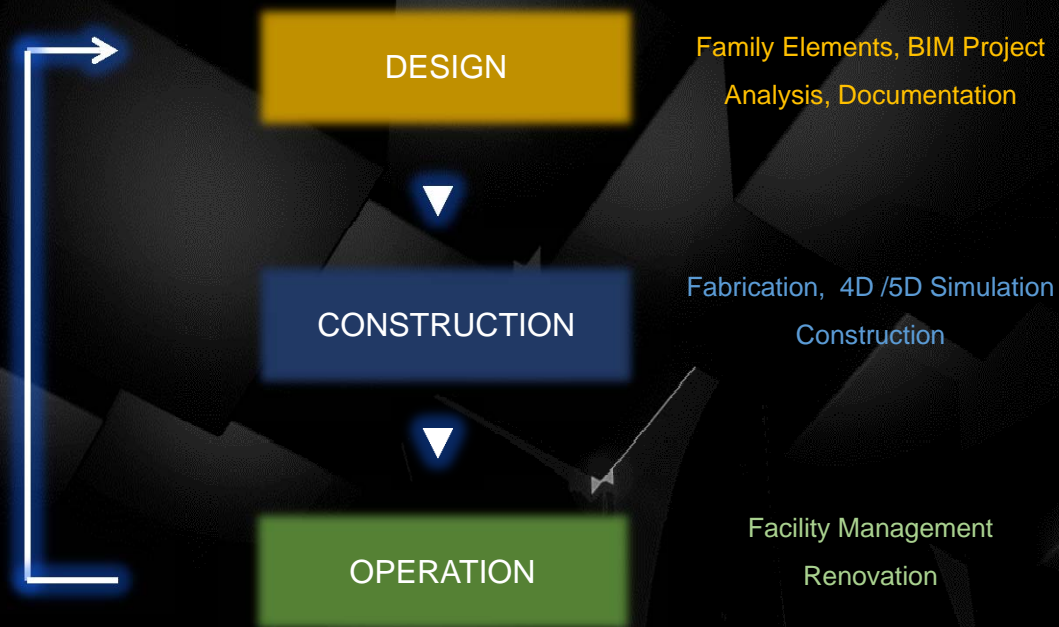 DESIGN
Family Elements, BIM Project
Analysis, Documentation
CONSTRUCTION
Fabrication, 4D /5D Simulation
Construction
OPERATION
Facility Management
Renovation